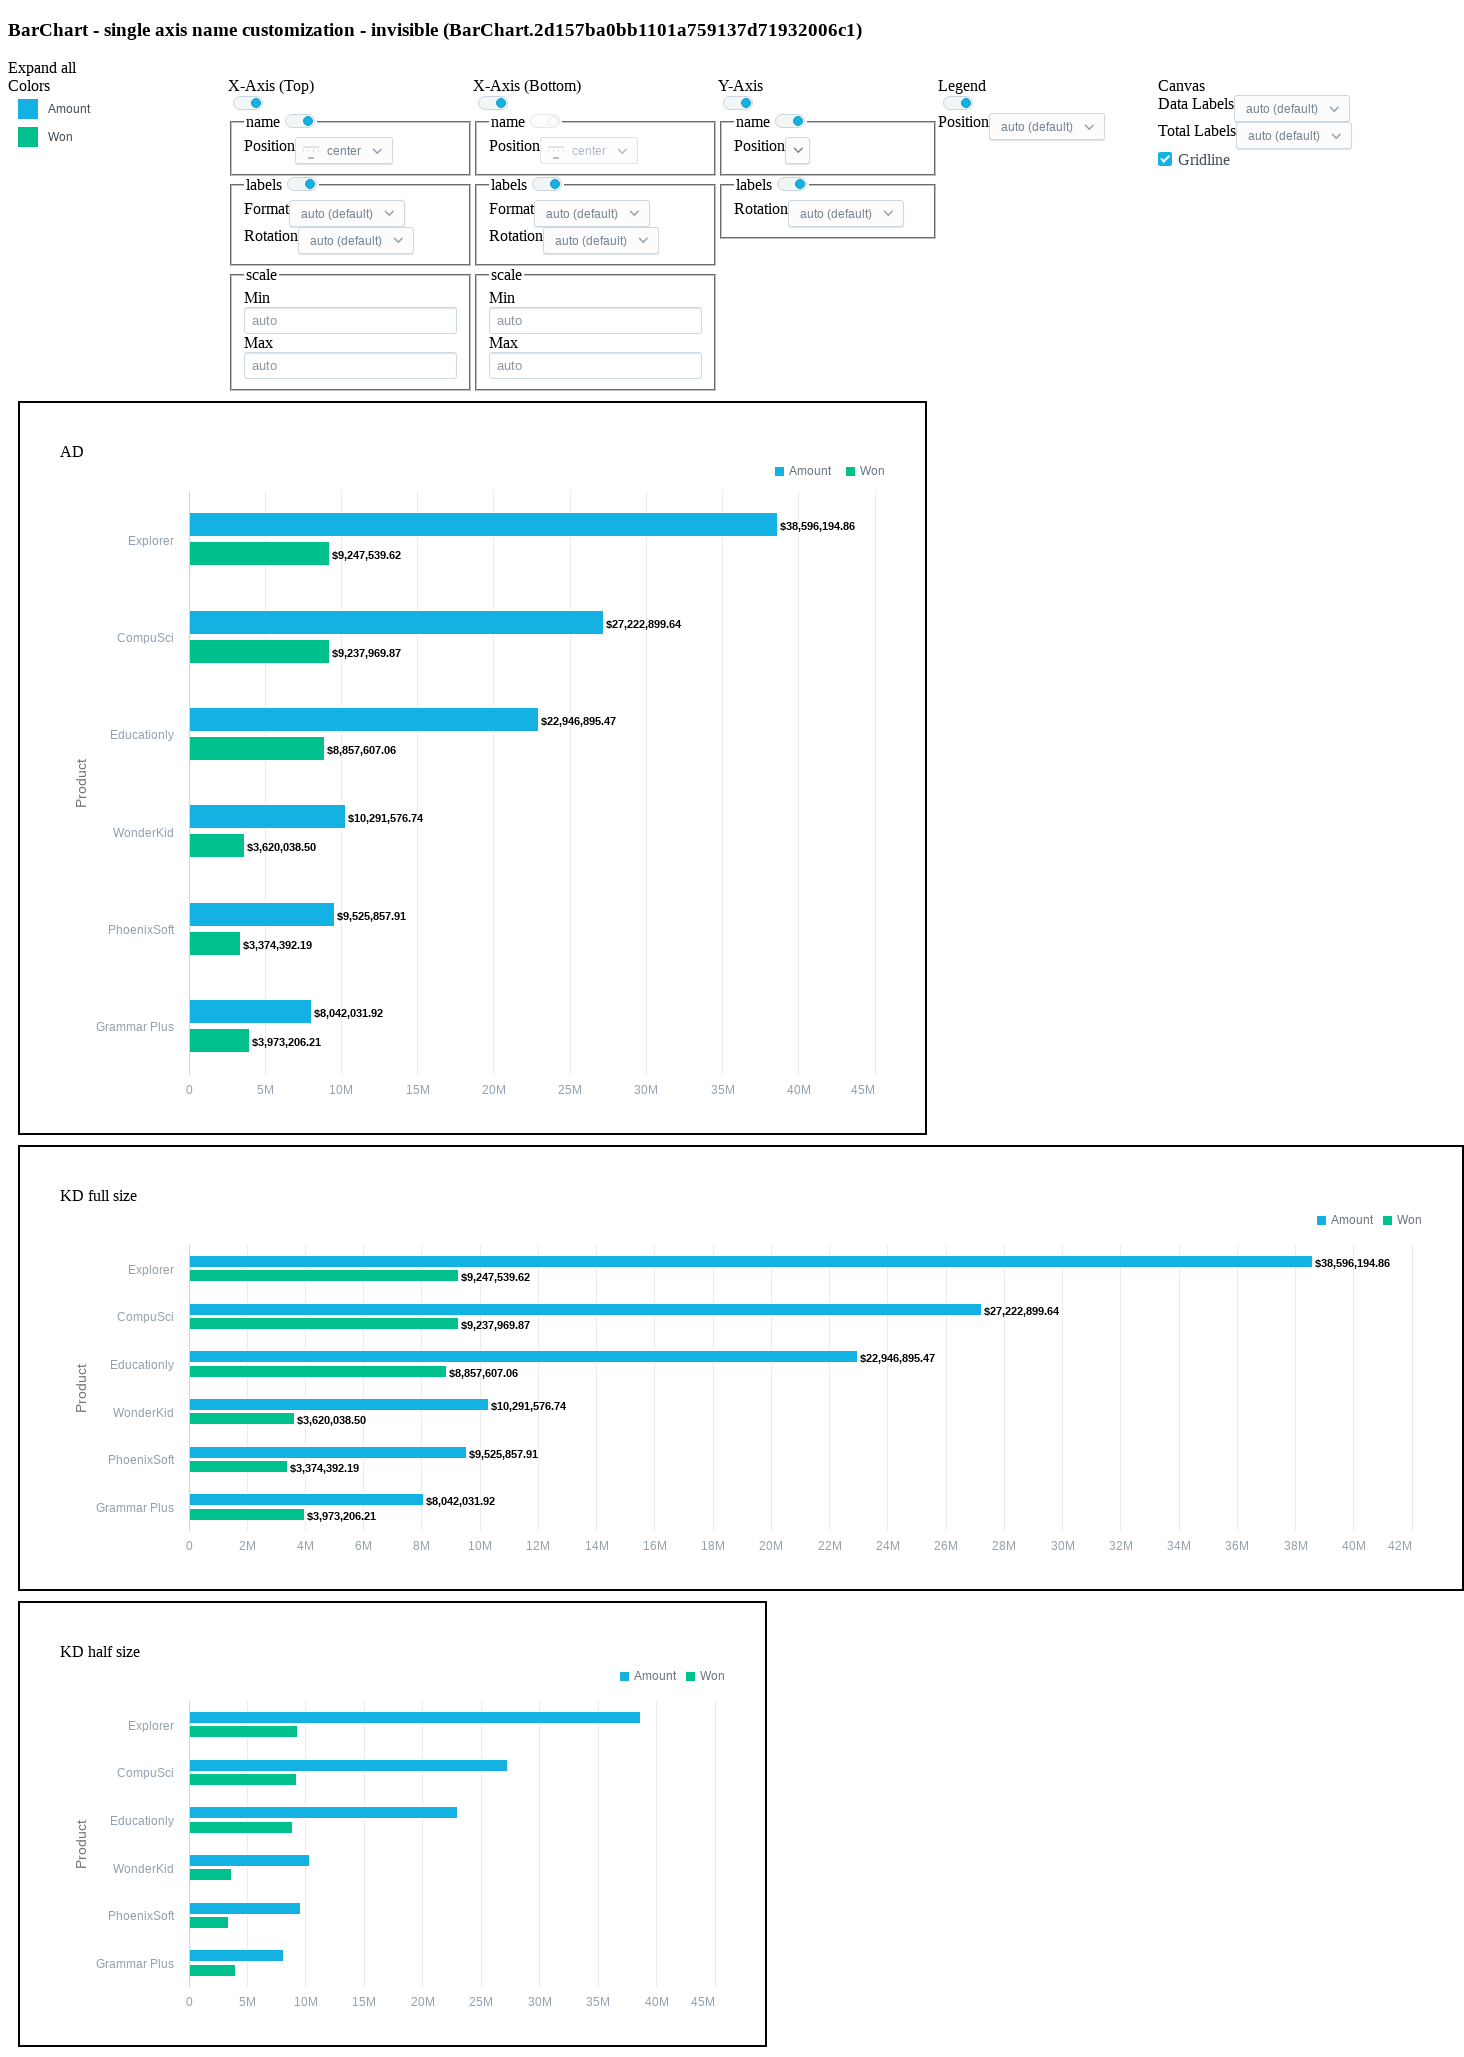 BarChart - single axis name customization - invisible (BarChart.2d157ba0bb1101a759137d71932006c1)
Expand all
Colors
Amount
Won
X-Axis (Top)
name
Position center
labels
Format auto (default)
Rotation auto (default)
scale
Min
auto
Max
auto
X-Axis (Bottom)
name
Position center
labels
Format auto (default)
Rotation auto (default)
scale
Min
auto
Max
auto
Y-Axis
name
Position
labels
Rotation auto (default)
Legend
Position auto (default)
Canvas
Data Labels auto (default)
Total Labels auto (default)
Gridline
AD
Amount Won
Product
Explorer
$38,596,194.86
$9,247,539.62
CompuSci
$27,222,899.64
$9,237,969.87
Educationly
$22,946,895.47
$8,857,607.06
WonderKid
$10,291,576.74
$3,620,038.50
PhoenixSoft
$9,525,857.91
$3,374,392.19
Grammar Plus
$8,042,031.92
$3,973,206.21
0 5M 10M 15M 20M 25M 30M 35M 40M 45M
KD full size
Amount Won
Product
Explorer
$38,596,194.86
$9,247,539.62
CompuSci
$27,222,899.64
$9,237,969.87
Educationly
$22,946,895.47
$8,857,607.06
WonderKid
$10,291,576.74
$3,620,038.50
PhoenixSoft
$9,525,857.91
$3,374,392.19
Grammar Plus
$8,042,031.92
$3,973,206.21
0 2M 4M 6M 8M 10M 12M 14M 16M 18M 20M 22M 24M 26M 28M 30M 32M 34M 36M 38M 40M 42M
KD half size
Amount Won
Product
Explorer
CompuSci
Educationly
WonderKid
PhoenixSoft
Grammar Plus
0 5M 10M 15M 20M 25M 30M 35M 40M 45M